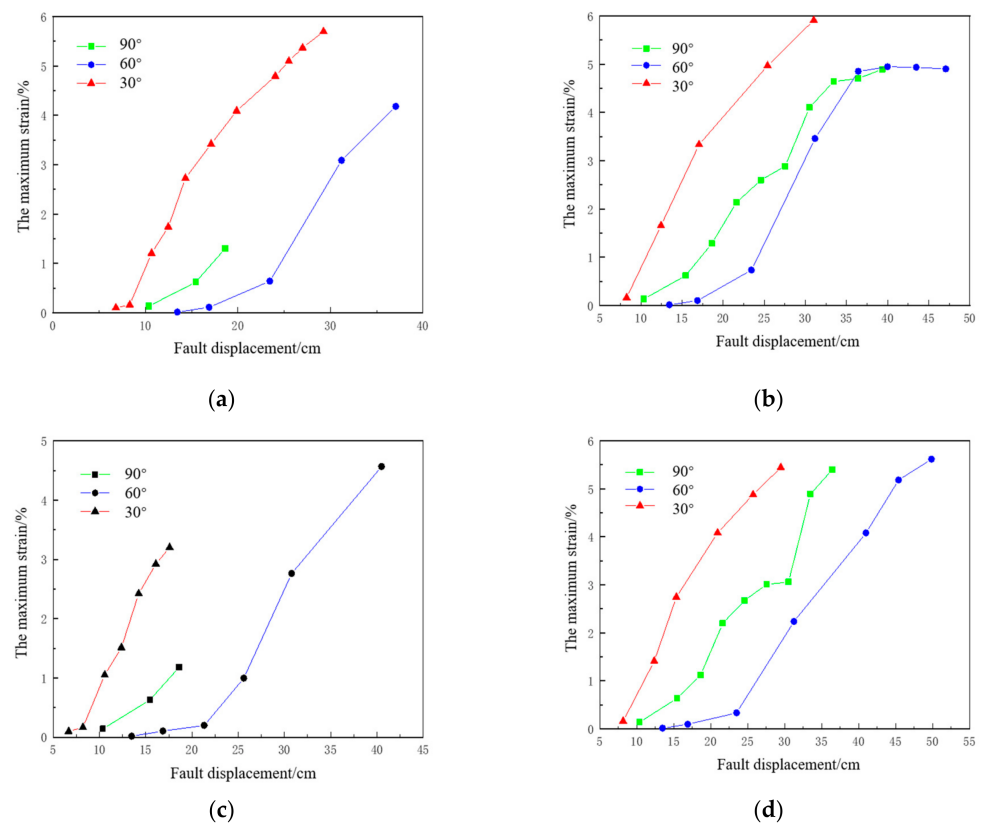 The maximum strain/%
6
5
4
3
2
1
0
90°
60°
30°
0 10 20 30 40
Fault displacement/cm
(a)
The maximum strain/%
6
5
4
3
2
1
0
90°
60°
30°
5 10 15 20 25 30 35 40 45 50
Fault displacement/cm
(b)
The maximum strain/%
5
4
3
2
1
0
90°
60°
30°
5 10 15 20 25 30 35 40 45
Fault displacement/cm
(c)
The maximum strain/%
6
5
4
3
2
1
0
90°
60°
30°
5 10 15 20 25 30 35 40 45 50 55
Fault displacement/cm
(d)